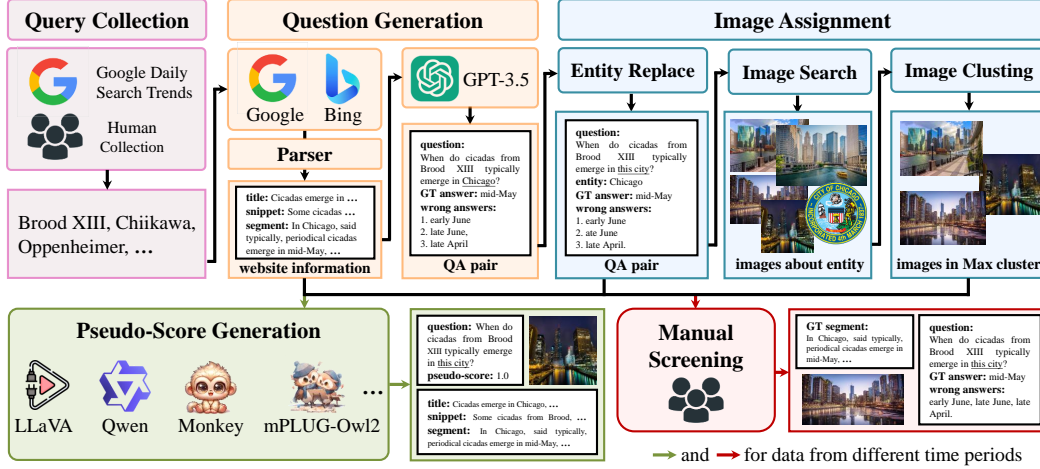 Query Collection
Google Daily
Search Trends
Human
Collection
Brood XIII, Chiikawa,
Oppenheimer, ...
Question Generation
Google
Bing
Parser
title: Cicadas emerge in ...
snippet: Some cicadas ...
segment: In Chicago, said
typically, periodical cicadas
emerge in mid-May, ...
website information
GPT-3.5
question:
When do cicadas from
Brood XIII typically
emerge in Chicago?
GT answer: mid-May
wrong answers:
1. early June
2. late June,
3. late April.
QA pair
Image Assignment
Entity Replace
question:
When do cicadas from
Brood XIII typically
emerge in this city?
entity: Chicago
GT answer: mid-May
wrong answers:
1. early June
2. ate June
3. late April.
QA pair
Image Search
CITY OF CHICAGO
INCORPORATED 4th MARCH 1837
images about entity
Image Clusting
images in Max cluster
Pseudo-Score Generation
LLaVA
Qwen
Monkey
mPLUG-Owl2
...
question: When do
cicadas from Brood
XIII typically emerge
in this city?
pseudo-score: 1.0
title: Cicadas emerge in Chicago, ...
snippet: Some cicadas from Brood, ...
segment: In Chicago, said typically,
periodical cicadas emerge in mid-May, ...
Manual
Screening
GT segment:
In Chicago, said typically,
periodical cicadas emerge in
mid-May, ...
question:
When do cicadas from
Brood XIII typically
emerge in this city?
GT answer: mid-May
wrong answers:
early June, late June, late
April.
and for data from different time periods